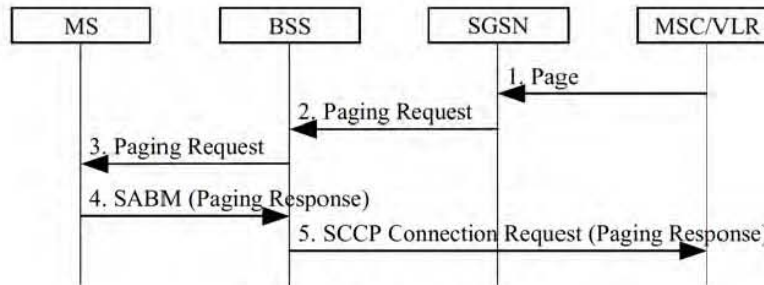 MS BSS SGSN MSC/VLR
1. Page
2. Paging Request
3. Paging Request
4. SABM (Paging Response)
5. SCCP Connection Request (Paging Response)